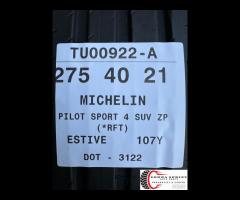 TU00922-A
275 40 21
MICHELIN
PILOT SPORT 4 SUV ZP
(*RFT)
ESTIVE 107Y
DOT - 3122